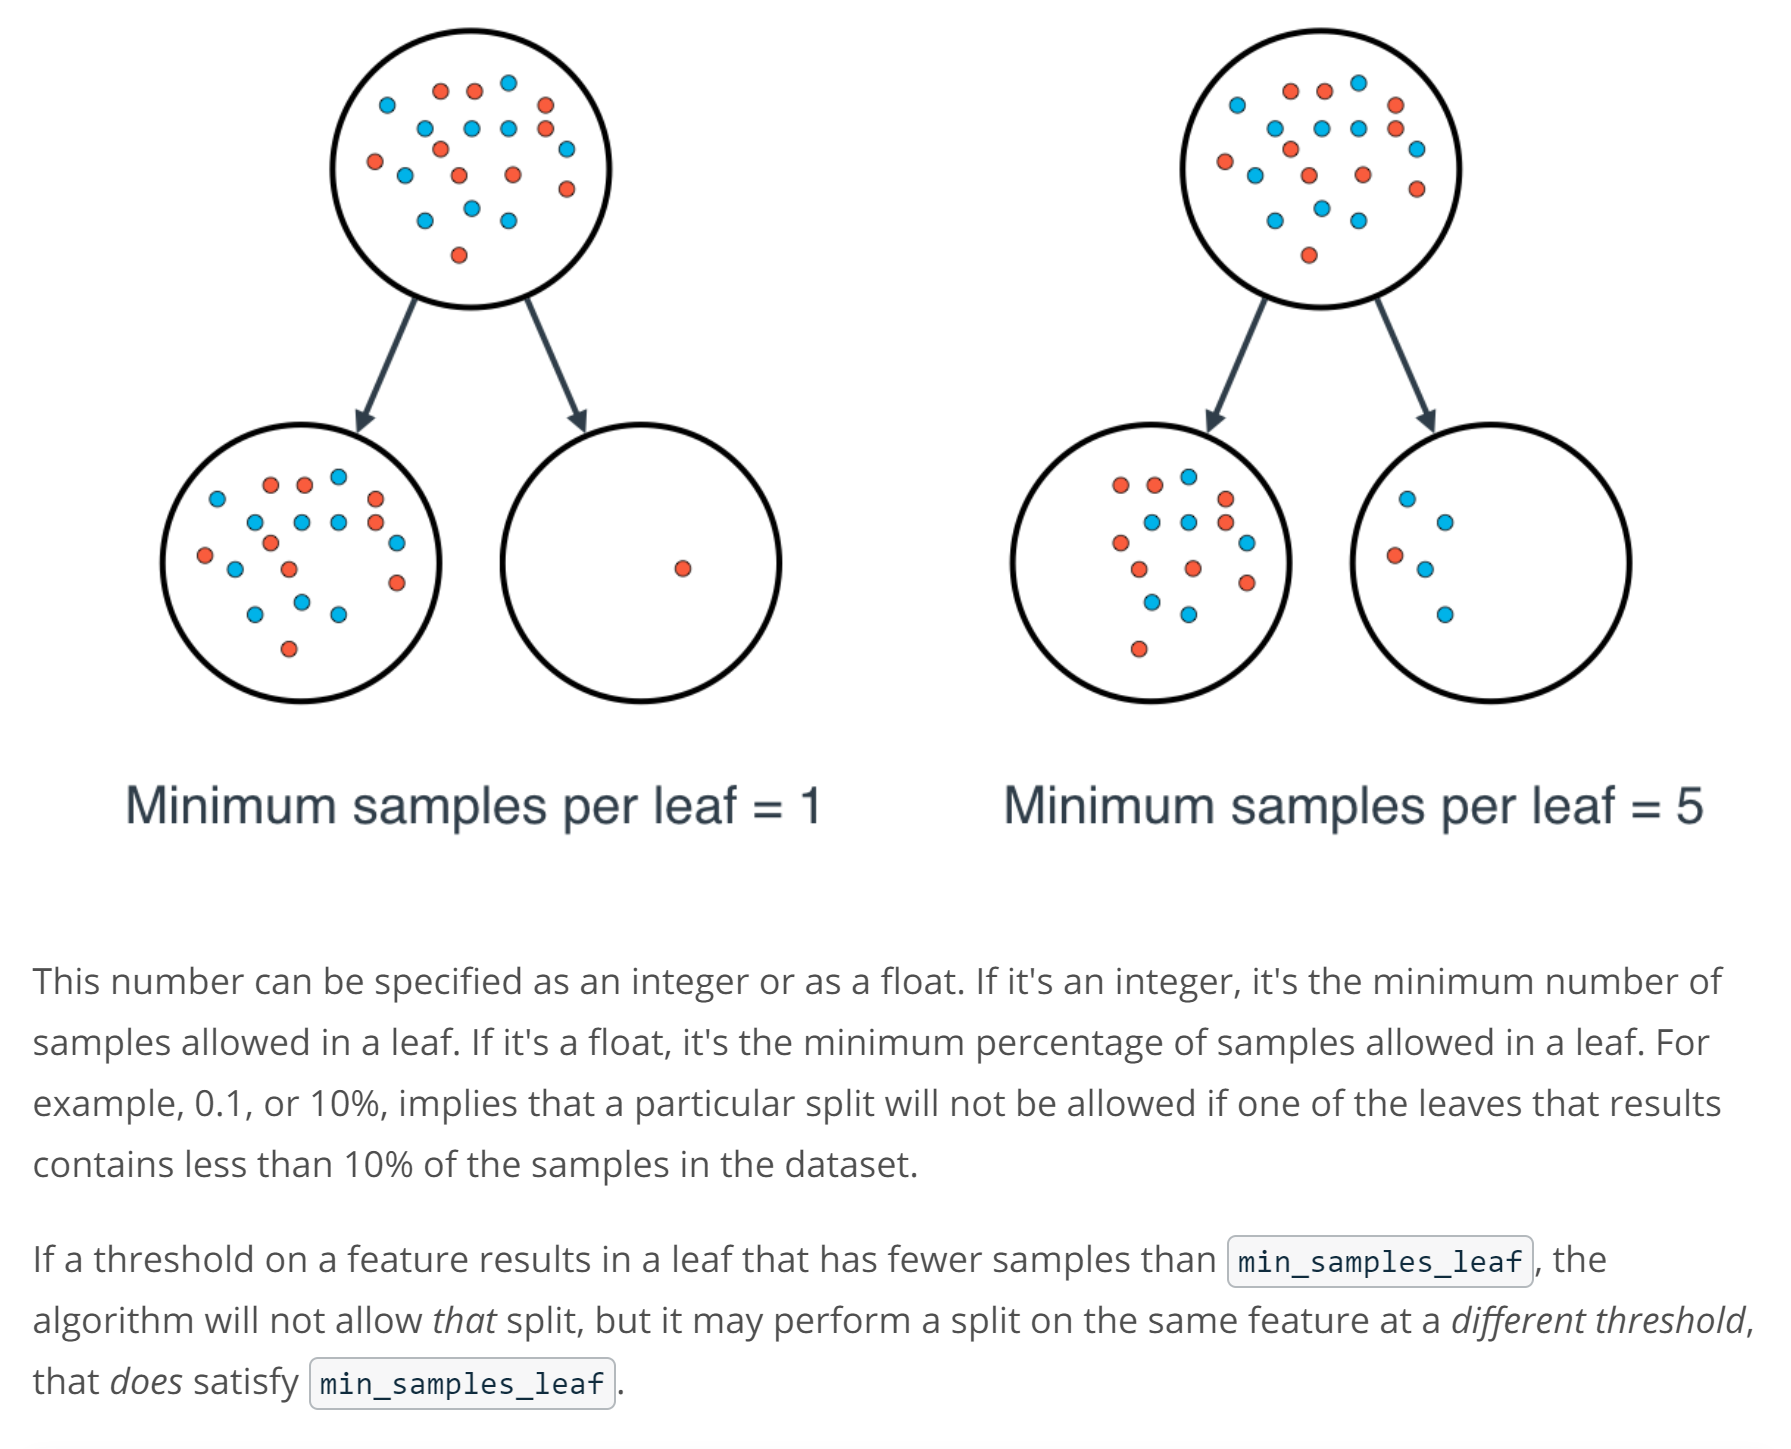 Minimum samples per leaf = 1
Minimum samples per leaf = 5
This number can be specified as an integer or as a float. If it's an integer, it's the minimum number of
samples allowed in a leaf. If it's a float, it's the minimum percentage of samples allowed in a leaf. For
example, 0.1, or 10%, implies that a particular split will not be allowed if one of the leaves that results
contains less than 10% of the samples in the dataset.
If a threshold on a feature results in a leaf that has fewer samples than min_samples_leaf, the
algorithm will not allow that split, but it may perform a split on the same feature at a different threshold,
that does satisfy min_samples_leaf.